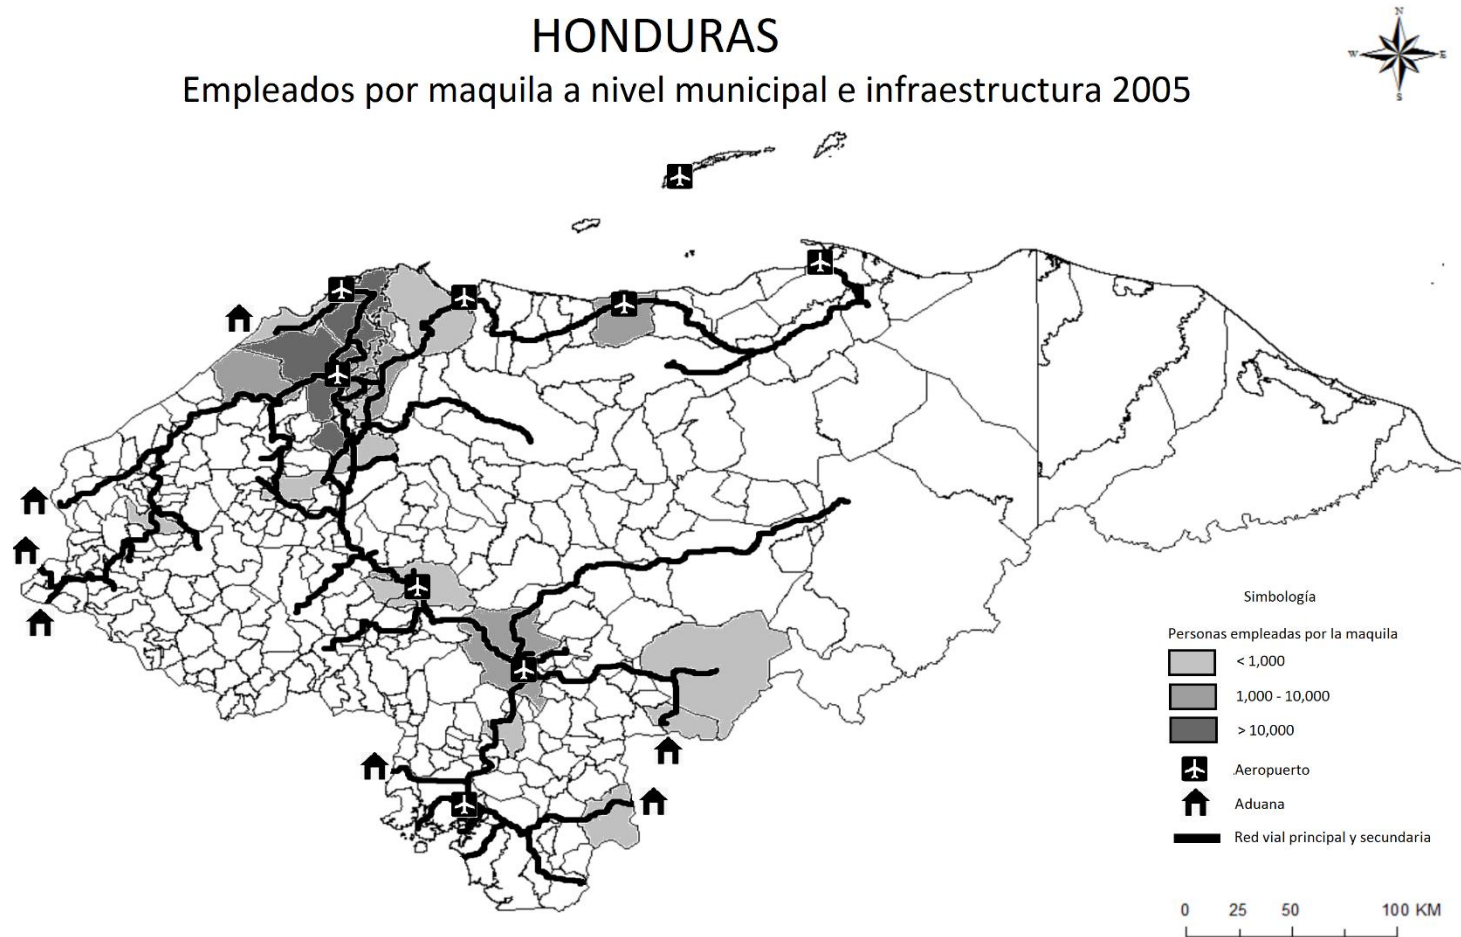 HONDURAS
Empleados por maquila a nivel municipal e infraestructura 2005
N
W
E
S
Simbología
Personas empleadas por la maquila
< 1,000
1,000 - 10,000
> 10,000
Aeropuerto
Aduana
Red vial principal y secundaria
0 25 50 100 KM